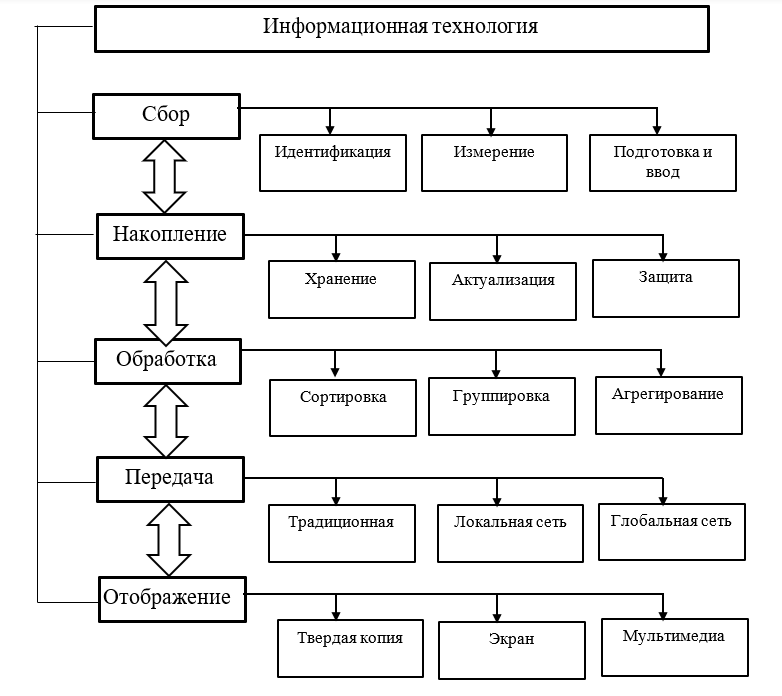 Информационная технология
Сбор
Идентификация
Измерение
Подготовка и
ввод
Накопление
Хранение
Актуализация
Защита
Обработка
Сортировка
Группировка
Агрегирование
Передача
Традиционная
Локальная сеть
Глобальная сеть
Отображение
Твердая копия
Экран
Мультимедиа